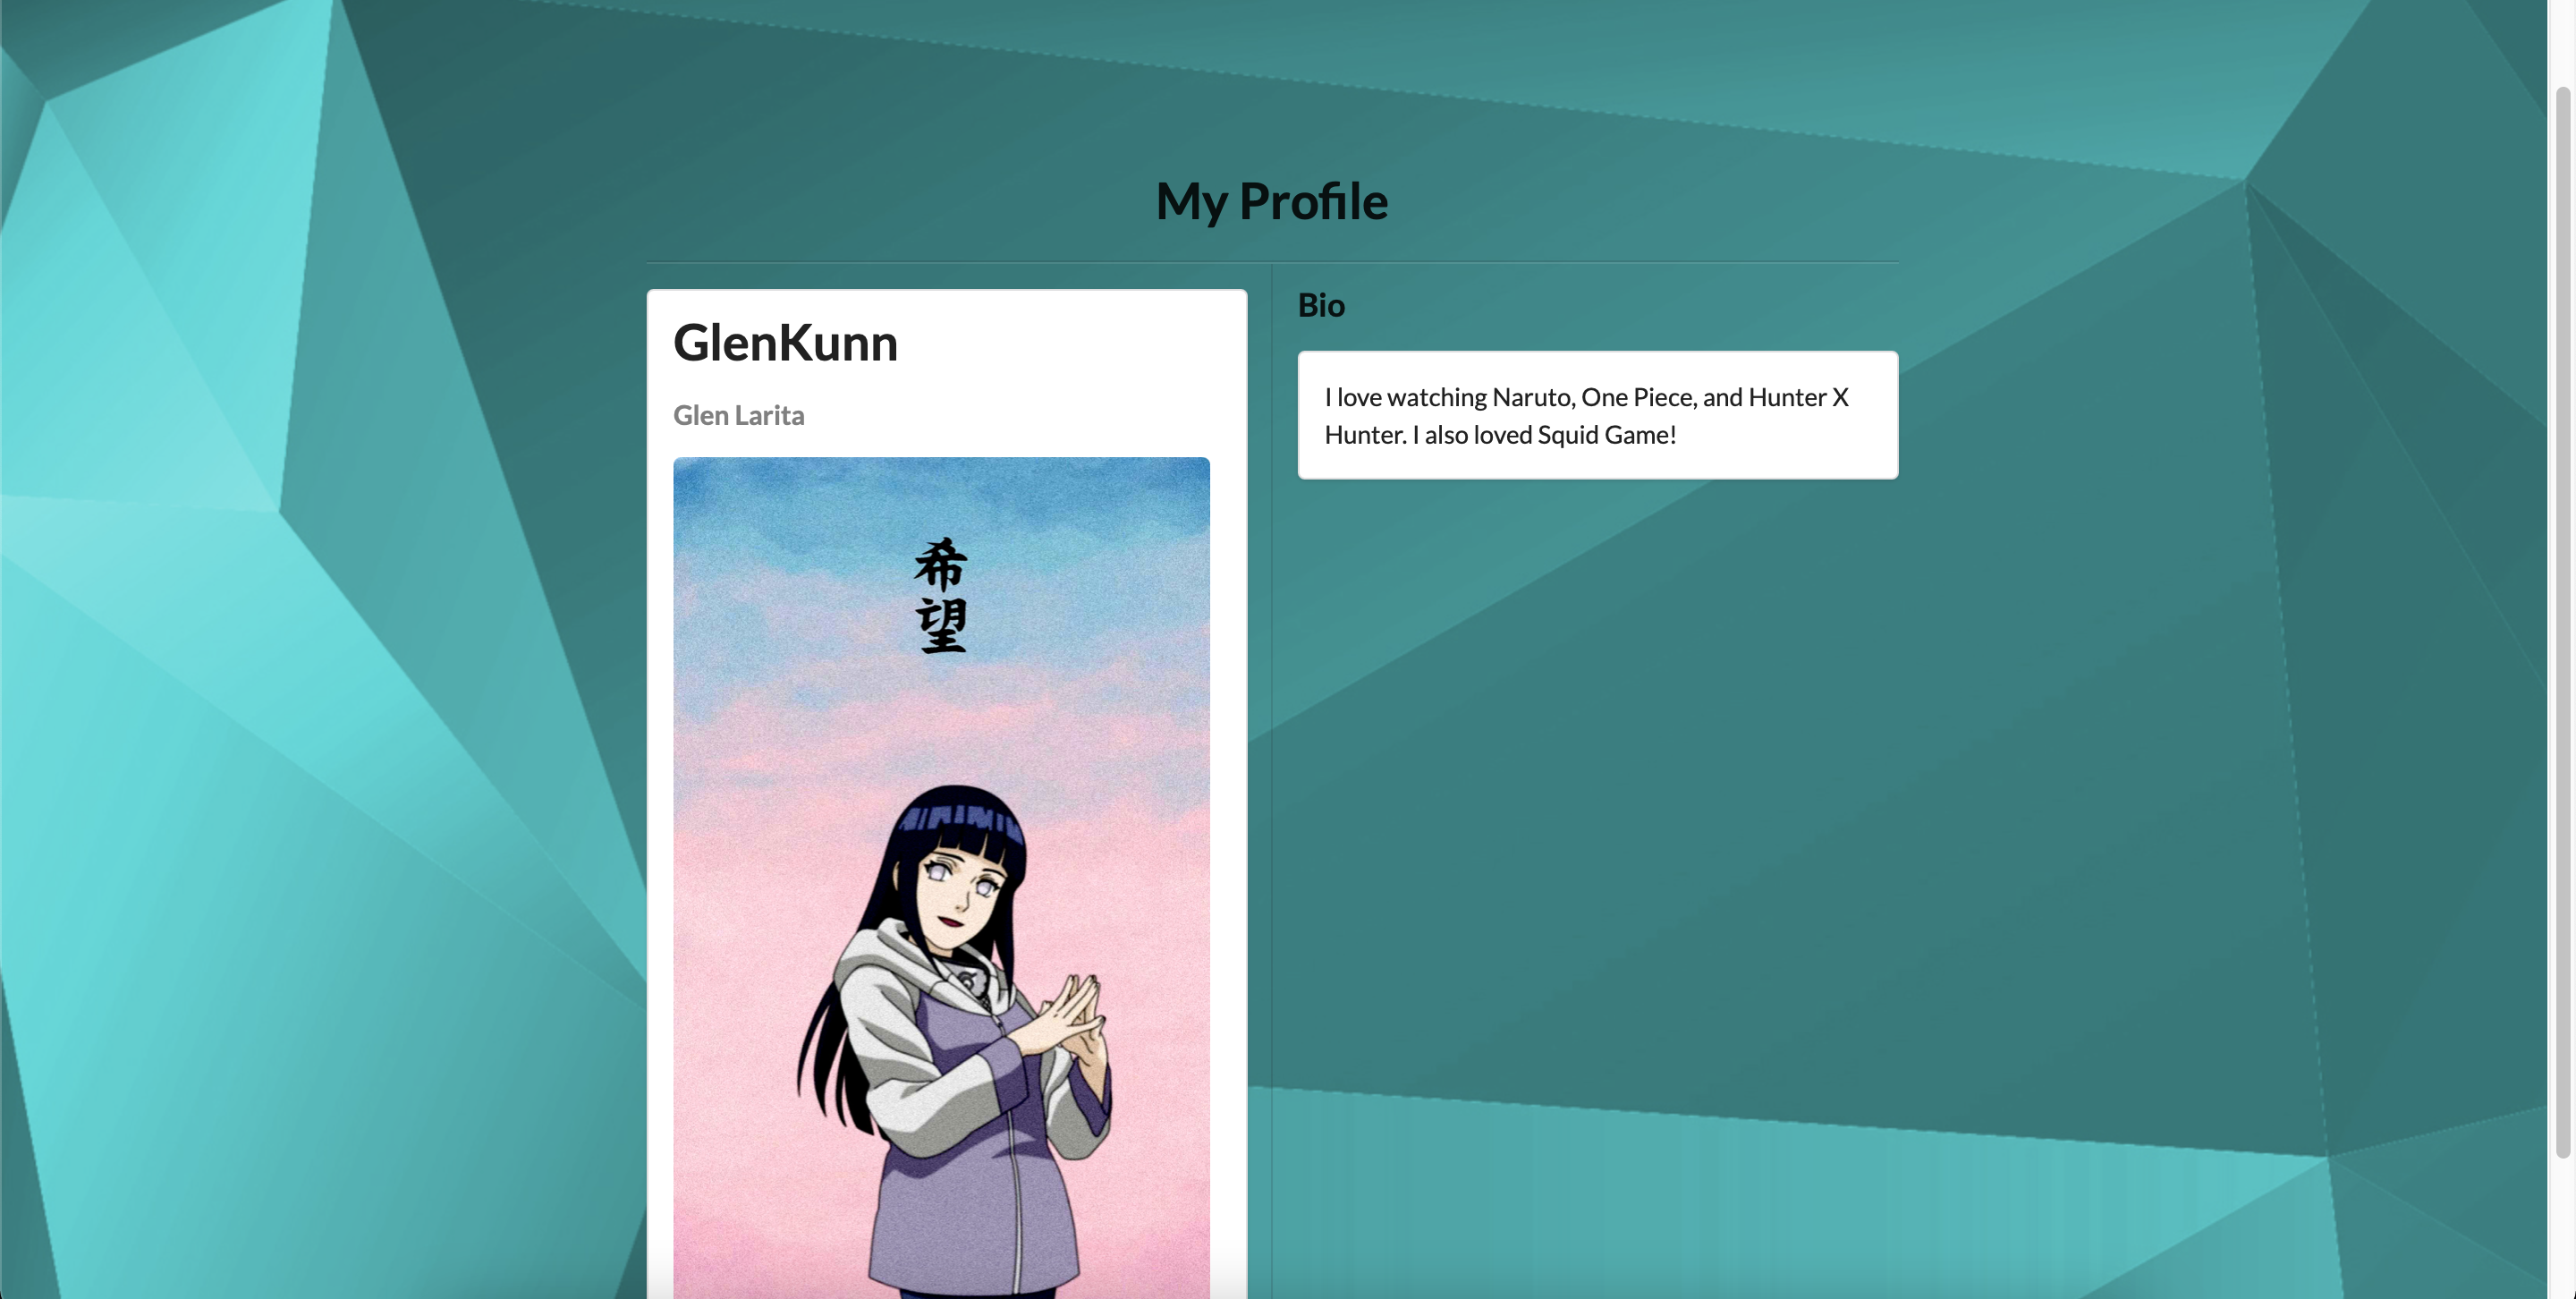 My Profile
GlenKunn
Glen Larita
希
望
Bio
I love watching Naruto, One Piece, and Hunter X
Hunter. I also loved Squid Game!